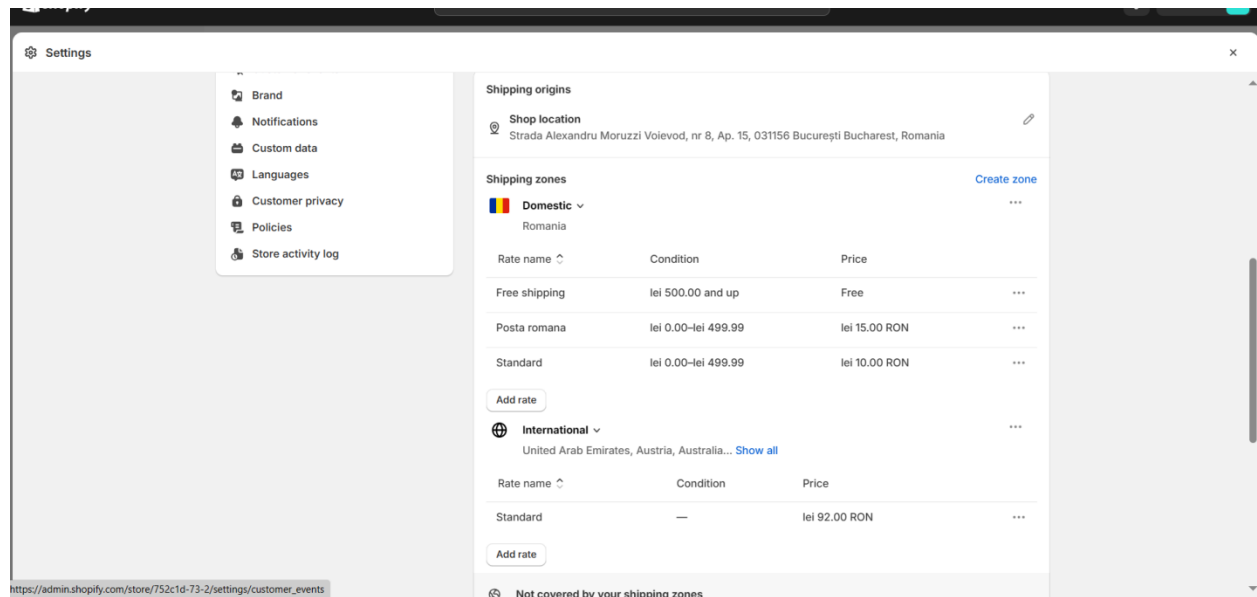 Settings
Brand
Notifications
Custom data
Languages
Customer privacy
Policies
Store activity log
Shipping origins
Shop location
Strada Alexandru Moruzzi Voievod, nr 8, Ap. 15, 031156 București Bucharest, Romania
Shipping zones Create zone
Domestic
Romania
Rate name Condition Price
Free shipping lei 500.00 and up Free
Posta romana lei 0.00–lei 499.99 lei 15.00 RON
Standard lei 0.00–lei 499.99 lei 10.00 RON
Add rate
International
United Arab Emirates, Austria, Australia... Show all
Rate name Condition Price
Standard — lei 92.00 RON
Add rate
Not covered by your shipping zones
https://admin.shopify.com/store/752c1d-73-2/settings/customer_events